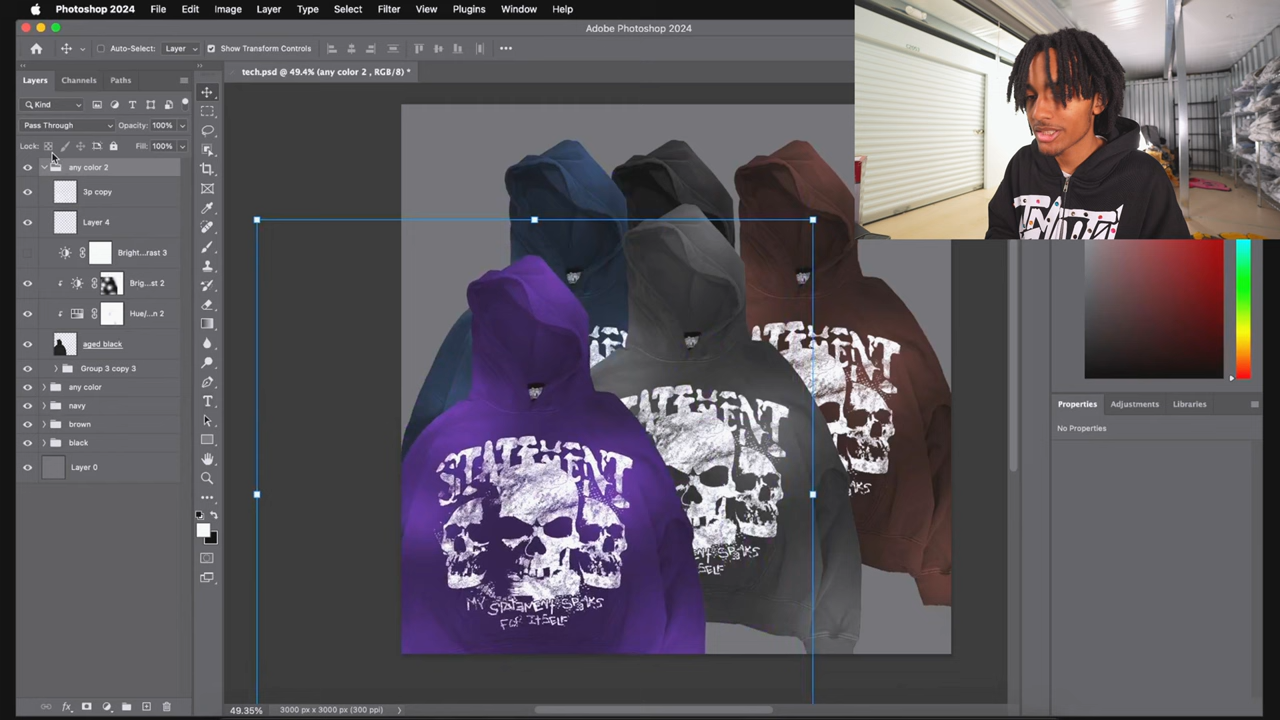 Photoshop 2024 File Edit Image Layer Type Select Filter View Plugins Window Help
Adobe Photoshop 2024
Auto-Select: Layer Show Transform Controls
Layers Channels Paths
tech.psd @ 49.4% (any color 2 , RGB/8) *
Kind
Pass Through Opacity: 100%
Lock: Fill: 100%
any color 2
3p copy
Layer 4
Bright...rast 3
Brig...st 2
Hue/...n 2
aged black
Group 3 copy 3
any color
navy
brown
black
Layer 0
STATEMENT
MY STATEMENT SPEAKS
FOR ITSELF
Properties Adjustments Libraries
No Properties
49.35% 3000 px x 3000 px (300 ppi)